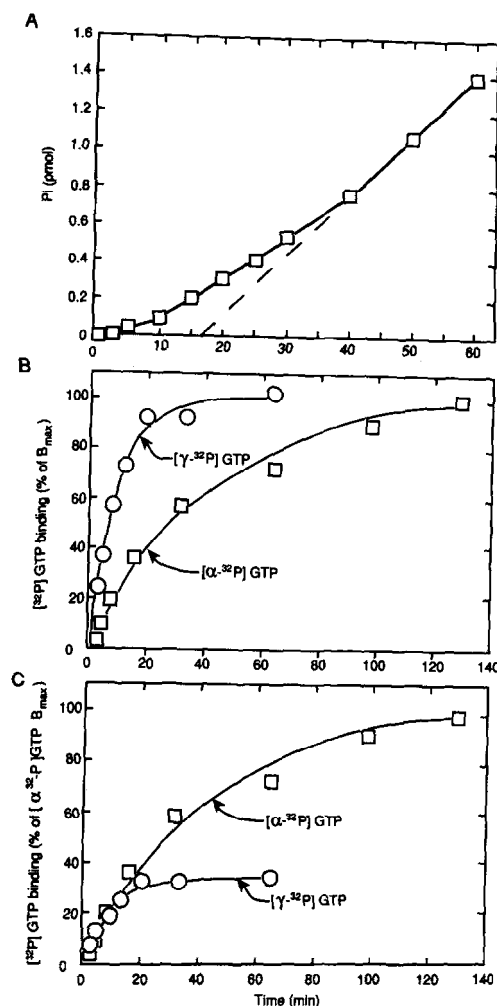 A
1.6
1.4
1.2
1.0
0.8
0.6
0.4
0.2
0
Pi (pmol)
0 10 20 30 40 50 60
B
100
80
60
40
20
0
[³²P] GTP binding (% of Bmax)
[γ-³²P] GTP
[α-³²P] GTP
0 20 40 60 80 100 120 140
C
100
80
60
40
20
0
[³²P] GTP binding (% of [α³²-P]GTP Bmax)
[α-³²P] GTP
[γ-³²P] GTP
0 20 40 60 80 100 120 140
Time (min)